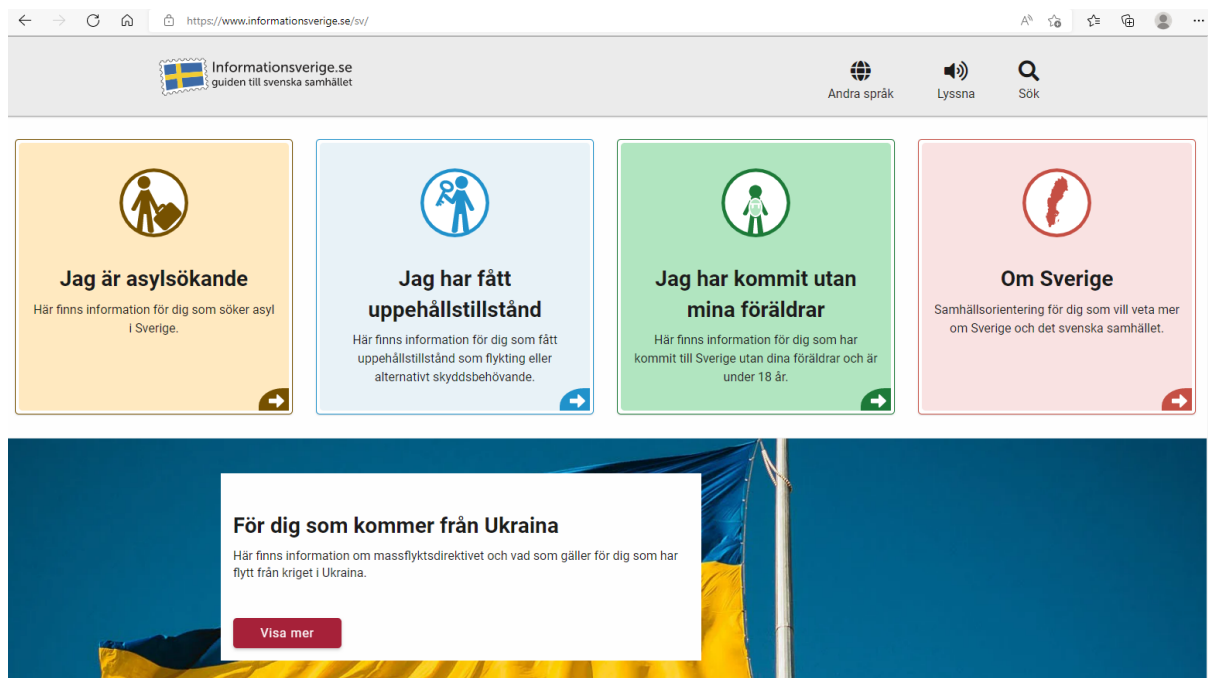 https://www.informationsverige.se/sv/
Informationsverige.se
guiden till svenska samhället
Andra språk
Lyssna
Sök
Jag är asylsökande
Här finns information för dig som söker asyl
i Sverige.
Jag har fått
uppehållstillstånd
Här finns information för dig som fått
uppehållstillstånd som flykting eller
alternativt skyddsbehövande.
Jag har kommit utan
mina föräldrar
Här finns information för dig som har
kommit till Sverige utan dina föräldrar och är
under 18 år.
Om Sverige
Samhällsorientering för dig som vill veta mer
om Sverige och det svenska samhället.
För dig som kommer från Ukraina
Här finns information om massflyktsdirektivet och vad som gäller för dig som har
flytt från kriget i Ukraina.
Visa mer